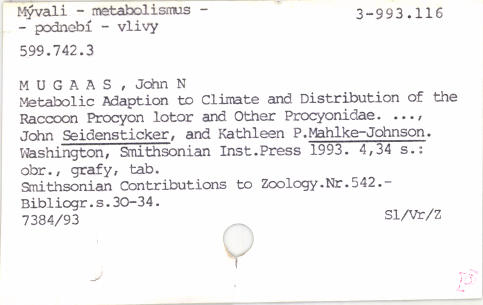 Mývali - metabolismus -
- podnebí - vlivy
3-993.116
599.742.3
M U G A A S , John N
Metabolic Adaption to Climate and Distribution of the
Raccoon Procyon lotor and Other Procyonidae. ...,
John Seidensticker, and Kathleen P.Mahlke-Johnson.
Washington, Smithsonian Inst.Press 1993. 4,34 s.:
obr., grafy, tab.
Smithsonian Contributions to Zoology.Nr.542.-
Bibliogr.s.30-34.
7384/93
Sl/Vr/Z